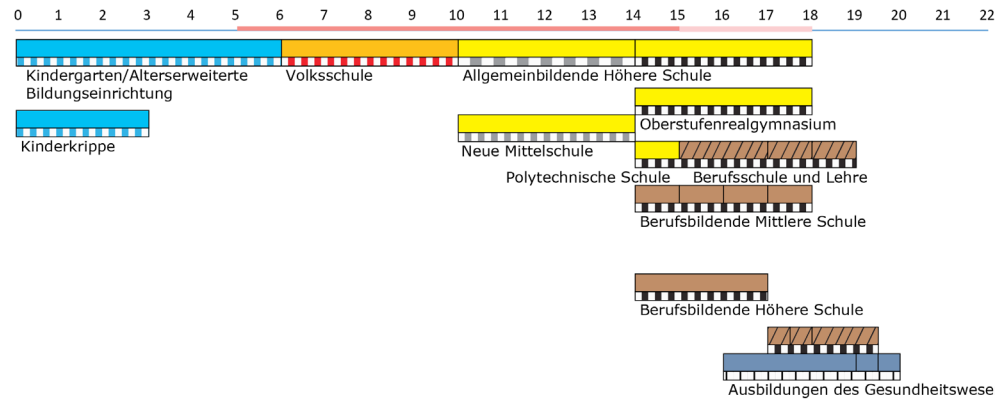 0 1 2 3 4 5 6 7 8 9 10 11 12 13 14 15 16 17 18 19 20 21 22
Kindergarten/Alterserweiterte
Bildungseinrichtung
Volksschule
Allgemeinbildende Höhere Schule
Kinderkrippe
Oberstufenrealgymnasium
Neue Mittelschule
Polytechnische Schule
Berufsschule und Lehre
Berufsbildende Mittlere Schule
Berufsbildende Höhere Schule
Ausbildungen des Gesundheitswese